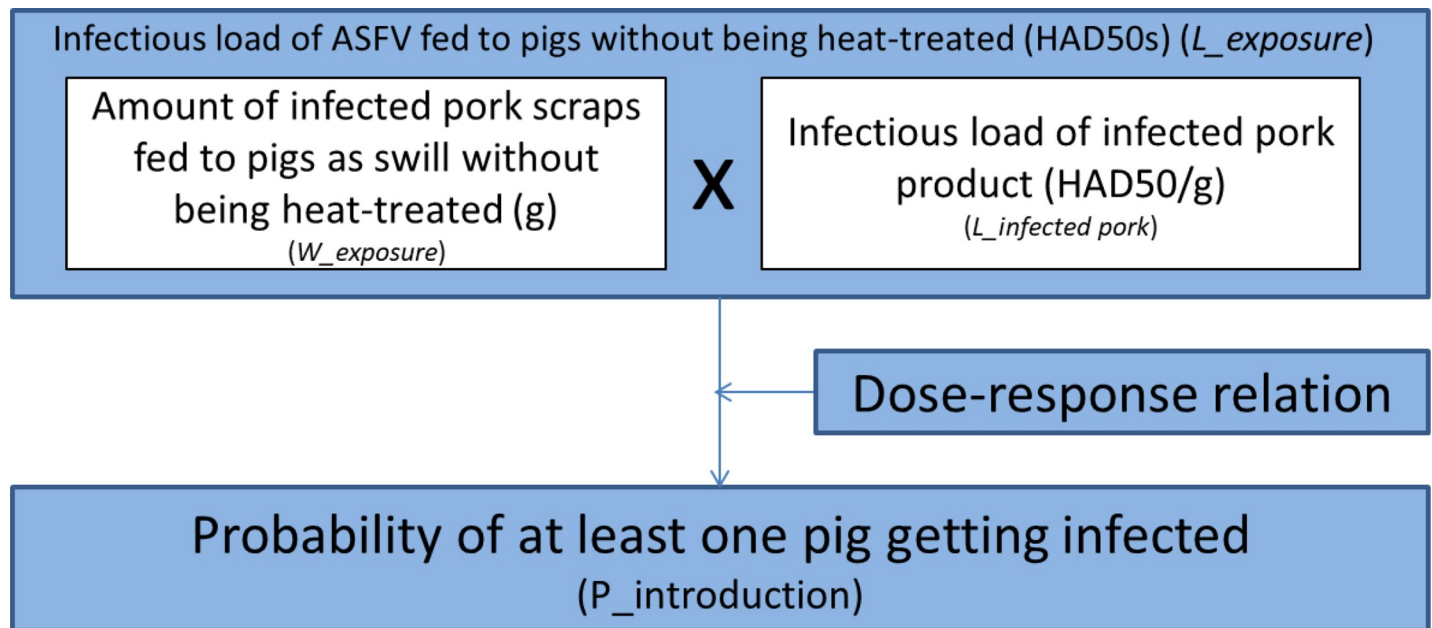 Infectious load of ASFV fed to pigs without being heat-treated (HAD50s) (L_exposure)
Amount of infected pork scraps
fed to pigs as swill without
being heat-treated (g)
(W_exposure)
X
Infectious load of infected pork
product (HAD50/g)
(L_infected pork)
Dose-response relation
Probability of at least one pig getting infected
(P_introduction)